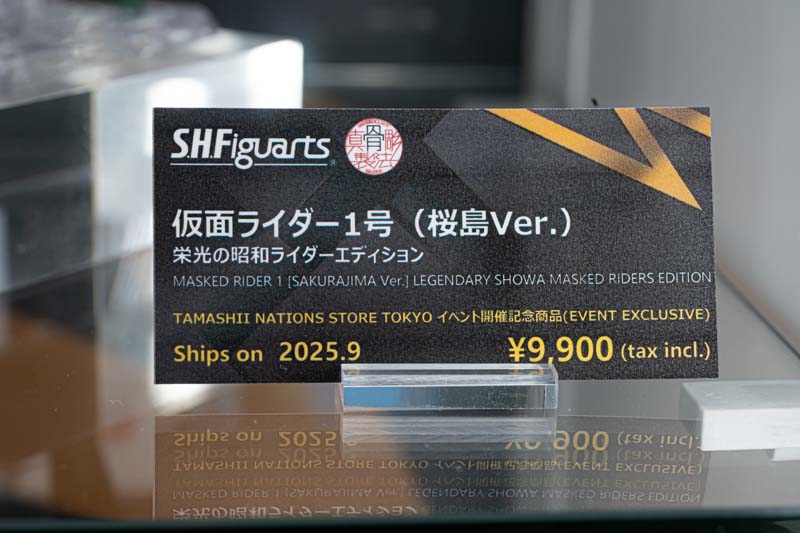 S.H.Figuarts
真骨彫製法
仮面ライダー1号（桜島Ver.）
栄光の昭和ライダーエディション
MASKED RIDER 1 [SAKURAJIMA Ver.] LEGENDARY SHOWA MASKED RIDERS EDITION
TAMASHII NATIONS STORE TOKYO イベント開催記念商品(EVENT EXCLUSIVE)
Ships on 2025.9 ¥9,900 (tax incl.)